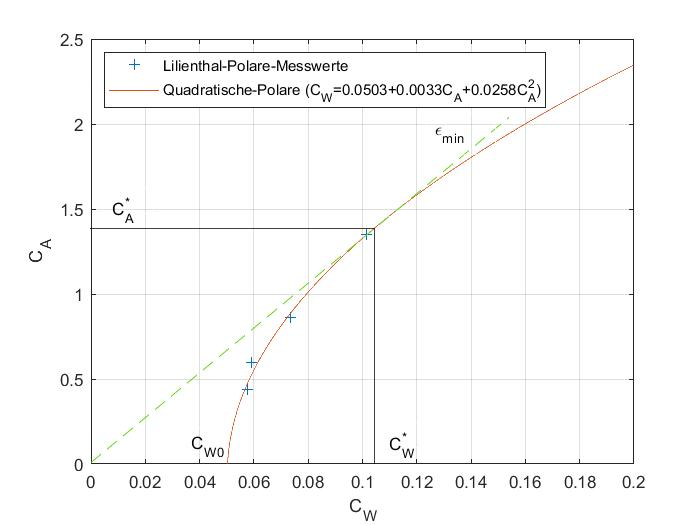 2.5
Lilienthal-Polare-Messwerte
Quadratische-Polare (C_W=0.0503+0.0033C_A+0.0258C_A^2)
2
ϵ_min
1.5
C_A^*
C_A
1
0.5
C_W0
C_W^*
0
0 0.02 0.04 0.06 0.08 0.1 0.12 0.14 0.16 0.18 0.2
C_W